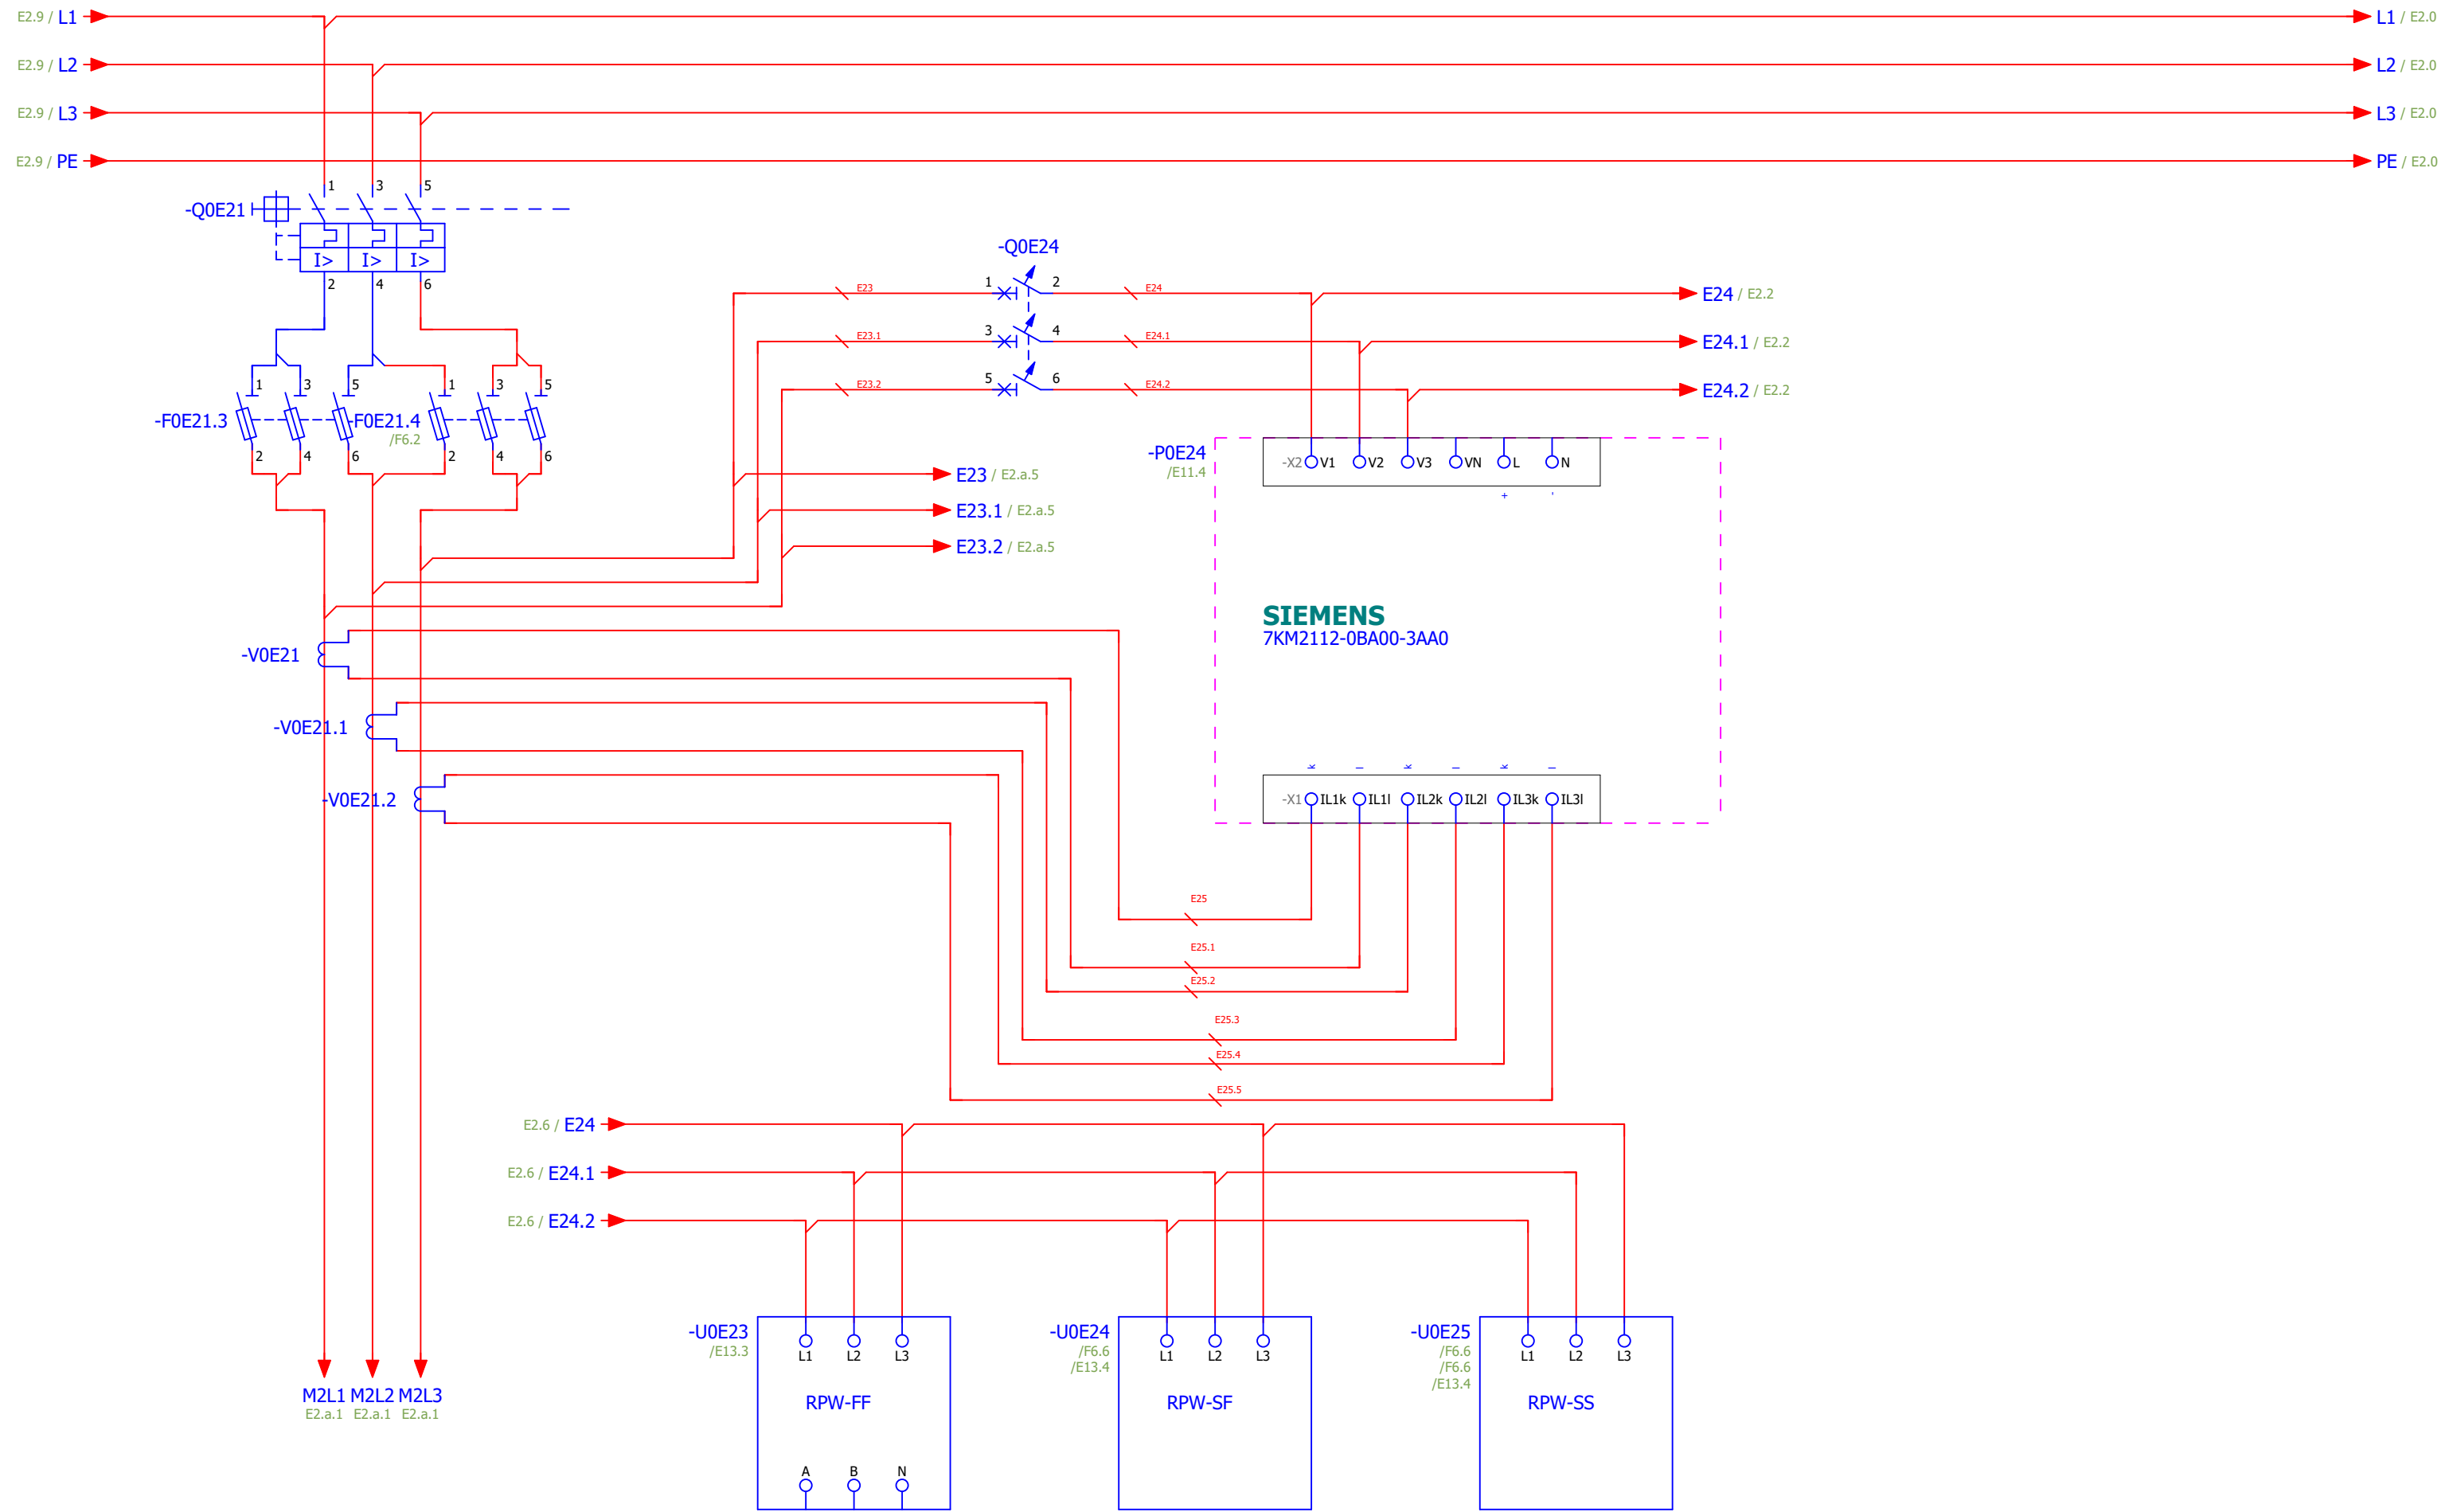 E2.9 / L1
L1 / E2.0
E2.9 / L2
L2 / E2.0
E2.9 / L3
L3 / E2.0
E2.9 / PE
PE / E2.0
1 3 5
-Q0E21
I> I> I>
2 4 6
-Q0E24
1 2
E23 E24
E24 / E2.2
3 4
E23.1 E24.1
E24.1 / E2.2
5 6
E23.2 E24.2
E24.2 / E2.2
1 3 5 1 3 5
-F0E21.3
-F0E21.4
/F6.2
2 4 6 2 4 6
E23 / E2.a.5
E23.1 / E2.a.5
E23.2 / E2.a.5
-P0E24
/E11.4
-X2 V1 V2 V3 VN L N
+ -
SIEMENS
7KM2112-0BA00-3AA0
-V0E21
-V0E21.1
-V0E21.2
k l k l k l
-X1 IL1k IL1l IL2k IL2l IL3k IL3l
E25
E25.1
E25.2
E25.3
E25.4
E25.5
E2.6 / E24
E2.6 / E24.1
E2.6 / E24.2
-U0E23
/E13.3
L1 L2 L3
RPW-FF
A B N
-U0E24
/F6.6
/E13.4
L1 L2 L3
RPW-SF
-U0E25
/F6.6
/F6.6
/E13.4
L1 L2 L3
RPW-SS
M2L1 M2L2 M2L3
E2.a.1 E2.a.1 E2.a.1